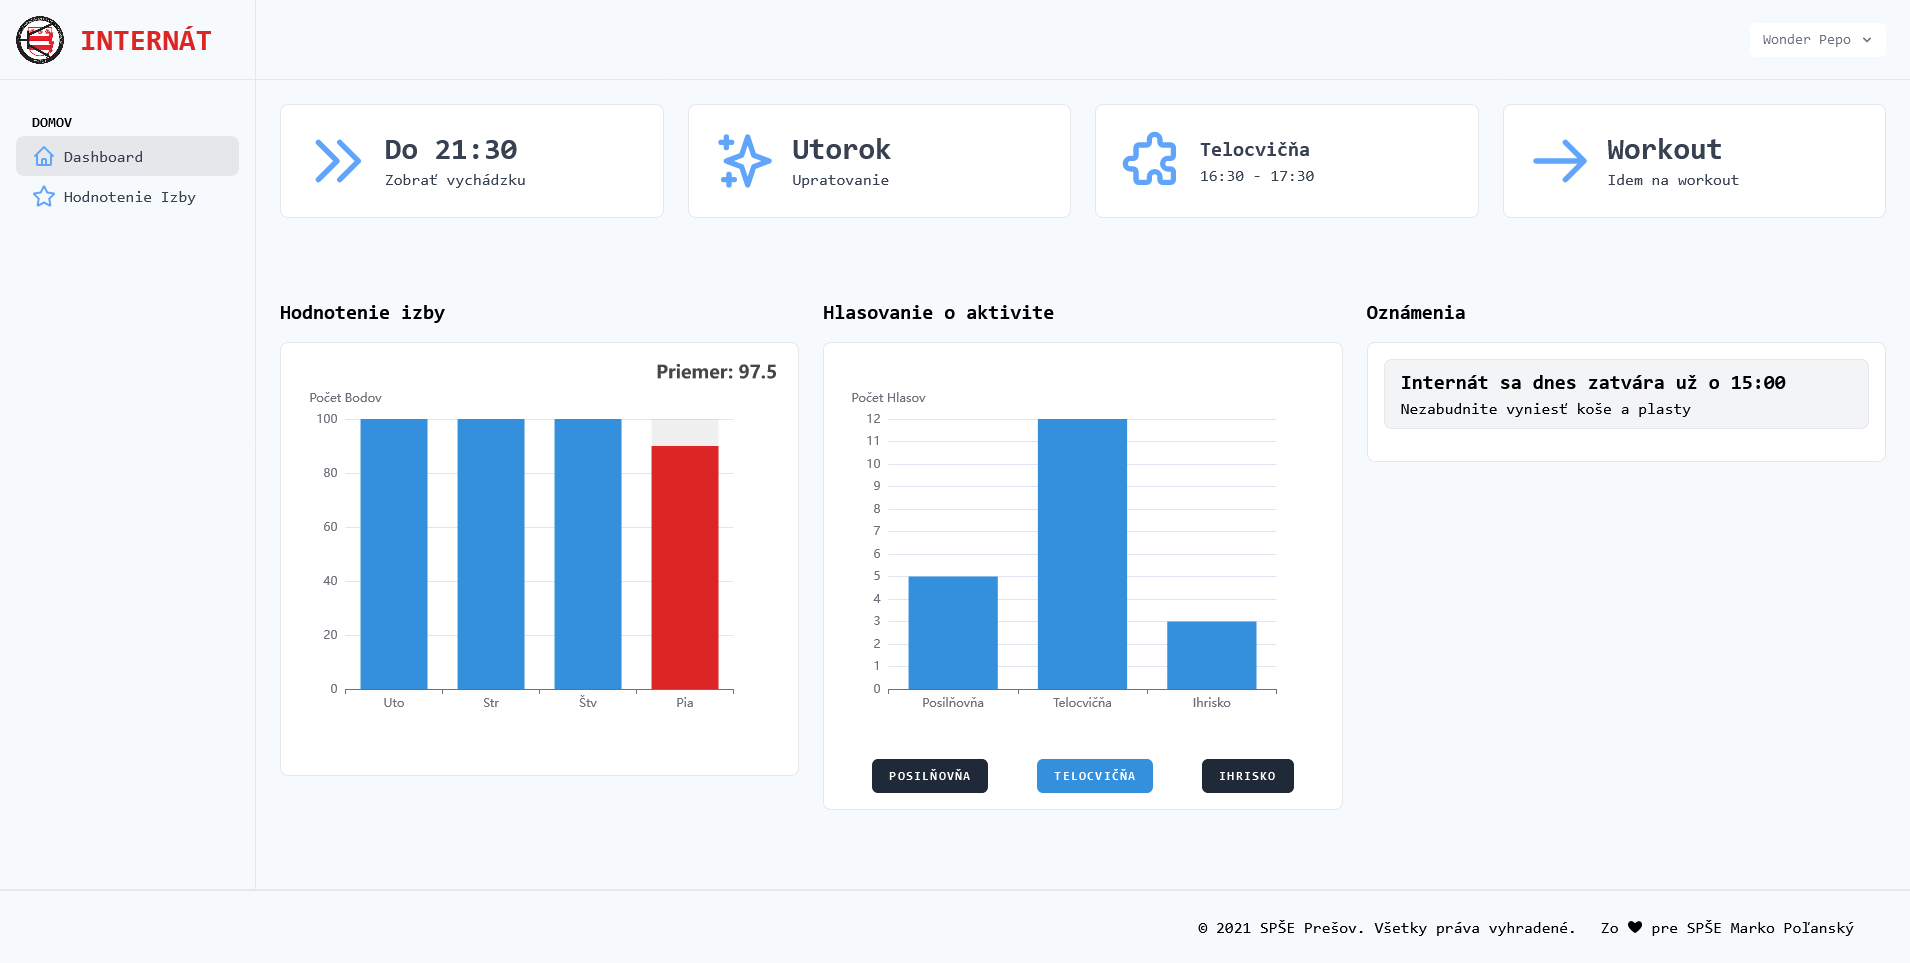 INTERNÁT
Wonder Pepo
DOMOV
Dashboard
Hodnotenie Izby
Do 21:30
Zobrať vychádzku
Utorok
Upratovanie
Telocvičňa
16:30 - 17:30
Workout
Idem na workout
Hodnotenie izby
Priemer: 97.5
Počet Bodov
100
80
60
40
20
0
Uto Str Štv Pia
Hlasovanie o aktivite
Počet Hlasov
12
11
10
9
8
7
6
5
4
3
2
1
0
Posilňovňa Telocvičňa Ihrisko
POSILŇOVŇA TELOCVIČŇA IHRISKO
Oznámenia
Internát sa dnes zatvára už o 15:00
Nezabudnite vyniesť koše a plasty
© 2021 SPŠE Prešov. Všetky práva vyhradené. Zo ♥ pre SPŠE Marko Poľanský